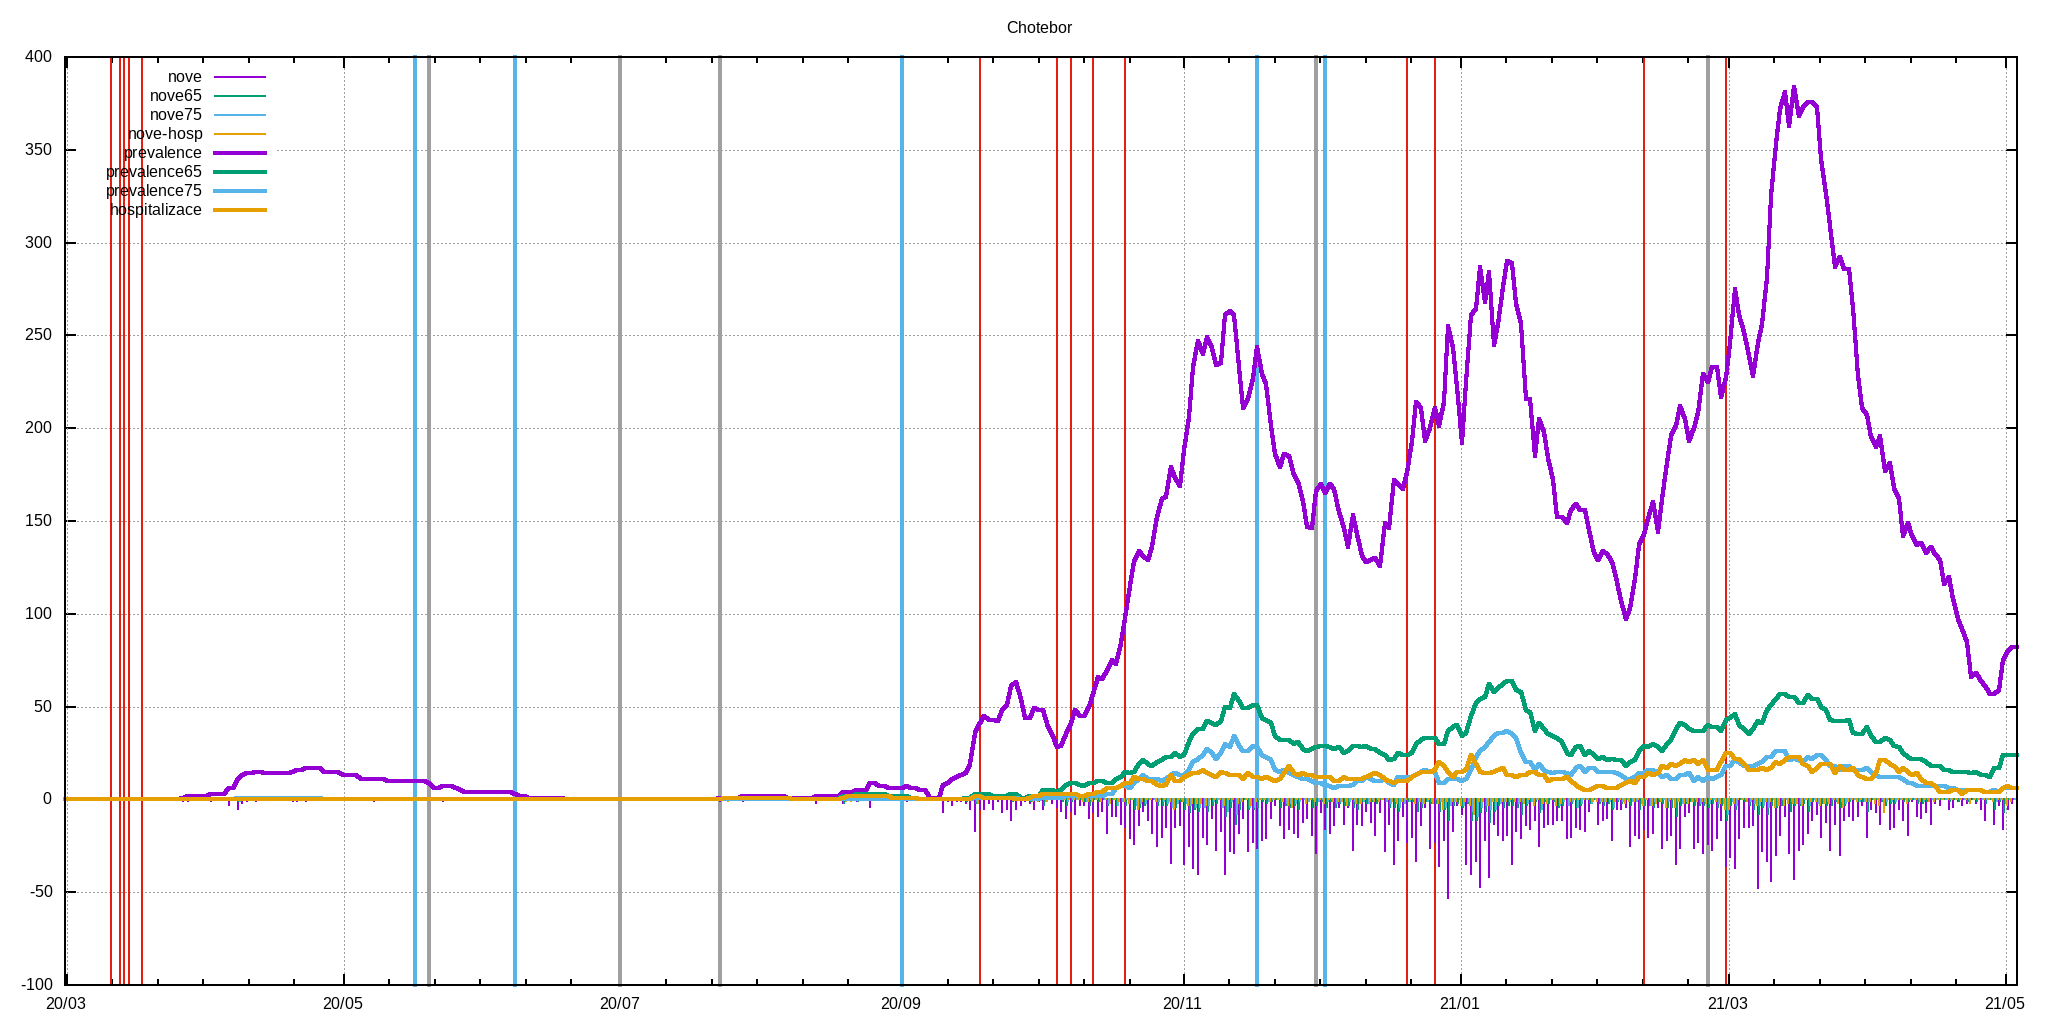 Chotebor
400
350
300
250
200
150
100
50
0
-50
-100
nove
nove65
nove75
nove-hosp
prevalence
prevalence65
prevalence75
hospitalizace
20/03 20/05 20/07 20/09 20/11 21/01 21/03 21/05